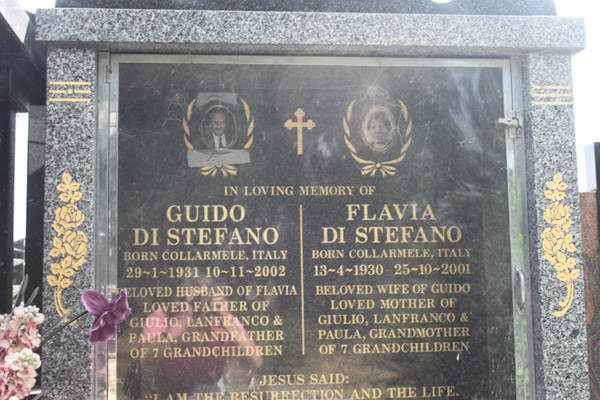 IN LOVING MEMORY OF
GUIDO
DI STEFANO
BORN COLLARMELE, ITALY
29~1~1931 10~11~2002
BELOVED HUSBAND OF FLAVIA
LOVED FATHER OF
GIULIO, LANFRANCO &
PAULA, GRANDFATHER
OF 7 GRANDCHILDREN
FLAVIA
DI STEFANO
BORN COLLARMELE, ITALY
13~4~1930 25~10~2001
BELOVED WIFE OF GUIDO
LOVED MOTHER OF
GIULIO, LANFRANCO &
PAULA, GRANDMOTHER
OF 7 GRANDCHILDREN
JESUS SAID:
"I AM THE RESURRECTION AND THE LIFE.